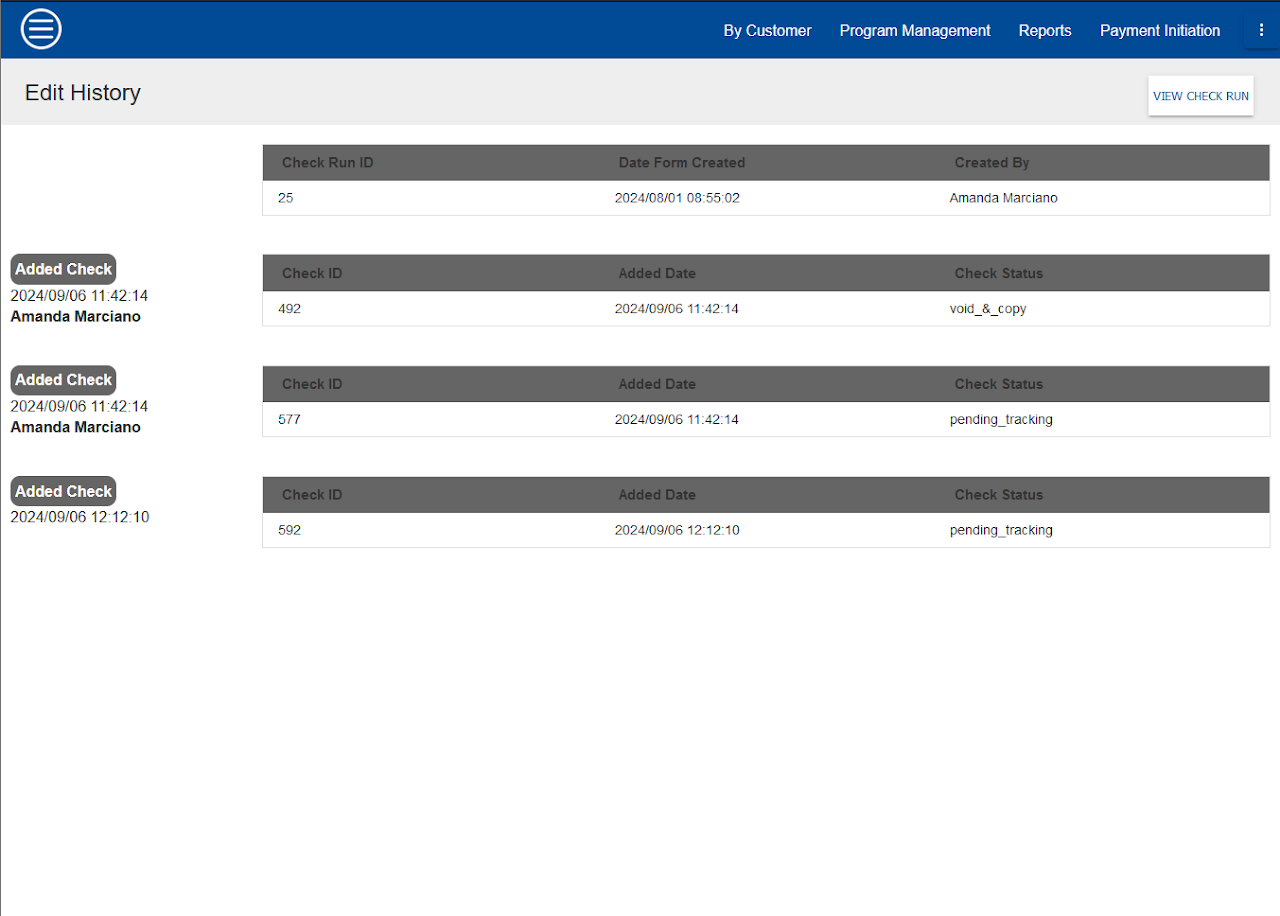 By Customer Program Management Reports Payment Initiation
Edit History
VIEW CHECK RUN
Check Run ID Date Form Created Created By
25 2024/08/01 08:55:02 Amanda Marciano
Added Check
2024/09/06 11:42:14
Amanda Marciano
Check ID Added Date Check Status
492 2024/09/06 11:42:14 void_&_copy
Added Check
2024/09/06 11:42:14
Amanda Marciano
Check ID Added Date Check Status
577 2024/09/06 11:42:14 pending_tracking
Added Check
2024/09/06 12:12:10
Check ID Added Date Check Status
592 2024/09/06 12:12:10 pending_tracking